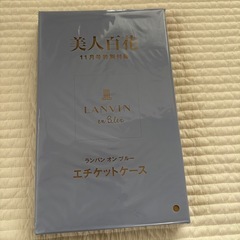 美人百花
11月号特別付録
LANVIN
en Bleu
ランバン オン ブルー
エチケットケース